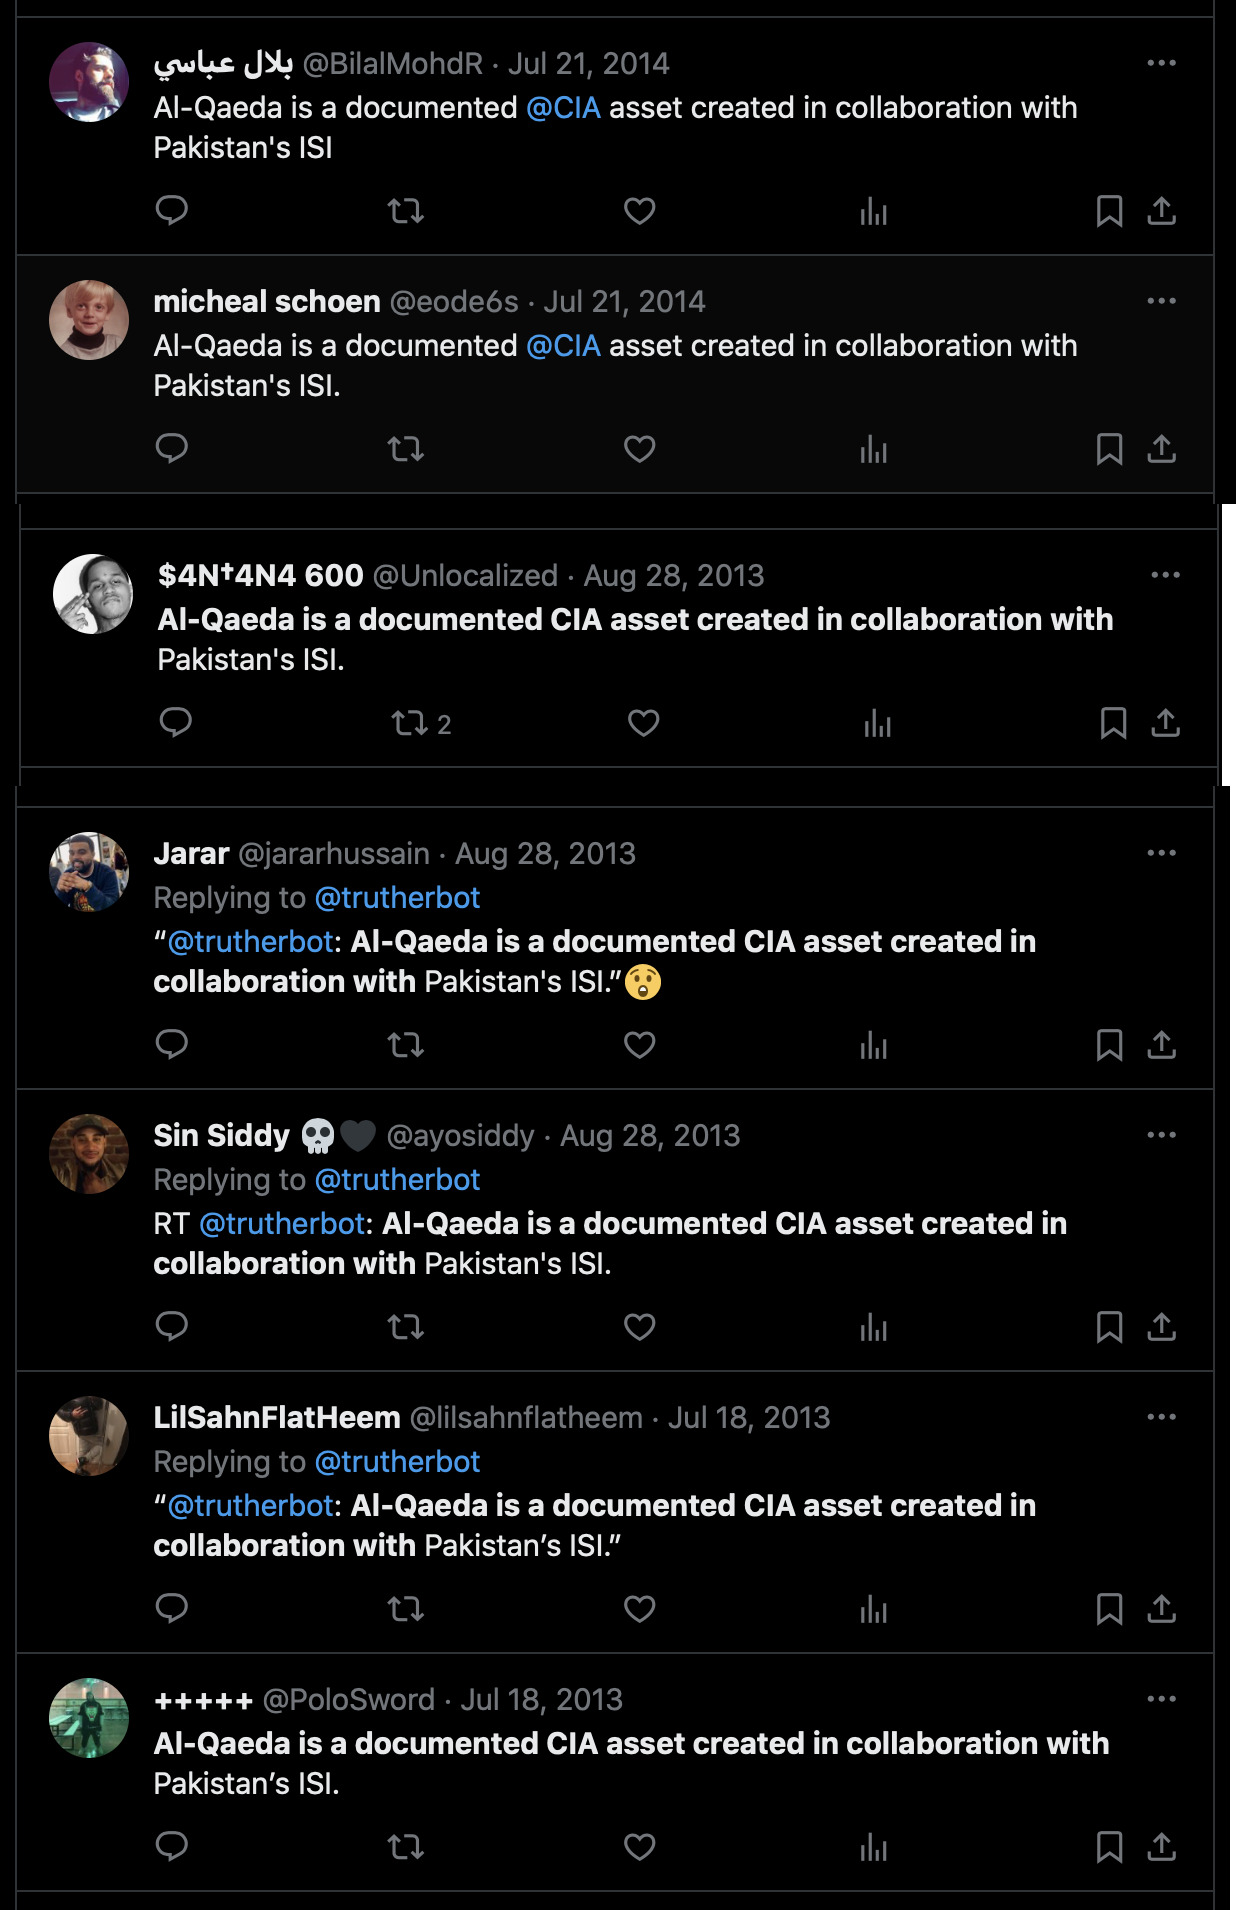 بلال عباسي @BilalMohdR · Jul 21, 2014
Al-Qaeda is a documented @CIA asset created in collaboration with
Pakistan's ISI
micheal schoen @eode6s · Jul 21, 2014
Al-Qaeda is a documented @CIA asset created in collaboration with
Pakistan's ISI.
$4N†4N4 600 @Unlocalized · Aug 28, 2013
Al-Qaeda is a documented CIA asset created in collaboration with
Pakistan's ISI.
2
Jarar @jararhussain · Aug 28, 2013
Replying to @trutherbot
“@trutherbot: Al-Qaeda is a documented CIA asset created in
collaboration with Pakistan's ISI.”😲
Sin Siddy 💀🖤 @ayosiddy · Aug 28, 2013
Replying to @trutherbot
RT @trutherbot: Al-Qaeda is a documented CIA asset created in
collaboration with Pakistan's ISI.
LilSahnFlatHeem @lilsahnflatheem · Jul 18, 2013
Replying to @trutherbot
“@trutherbot: Al-Qaeda is a documented CIA asset created in
collaboration with Pakistan’s ISI.”
+++++ @PoloSword · Jul 18, 2013
Al-Qaeda is a documented CIA asset created in collaboration with
Pakistan’s ISI.